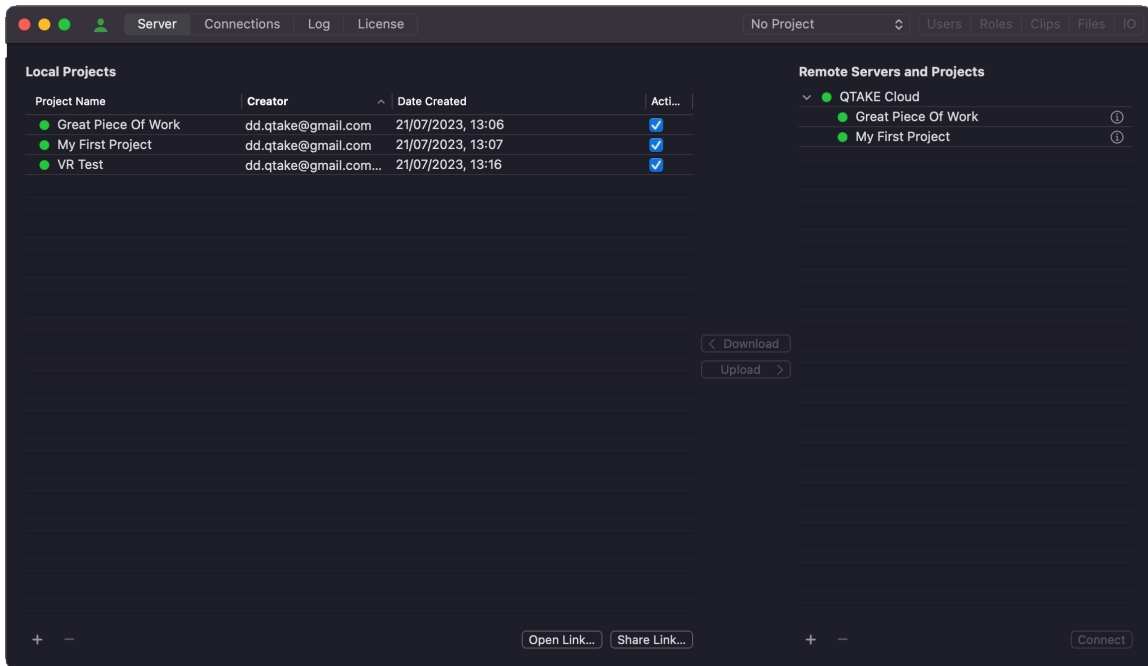 Server Connections Log License No Project Users Roles Clips Files IO
Local Projects
Project Name Creator Date Created Acti...
Great Piece Of Work dd.qtake@gmail.com 21/07/2023, 13:06
My First Project dd.qtake@gmail.com 21/07/2023, 13:07
VR Test dd.qtake@gmail.com... 21/07/2023, 13:16
Open Link... Share Link...
< Download
Upload >
Remote Servers and Projects
QTAKE Cloud
Great Piece Of Work
My First Project
Connect